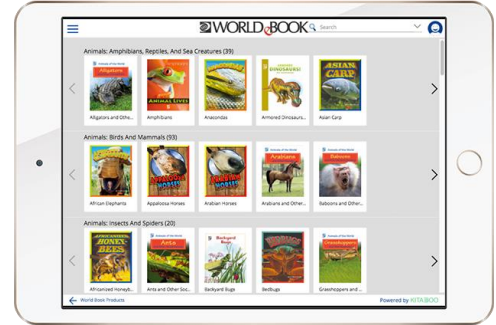 WORLD BOOK
Search
Animals: Amphibians, Reptiles, And Sea Creatures (39)
Alligators
ANIMAL LIVES
ANACONDAS
ARMORED DINOSAURS
ASIAN CARP
Alligators and Othe...
Amphibians
Anacondas
Armored Dinosaurs...
Asian Carp
Animals: Birds And Mammals (93)
APPALOOSA HORSES
ARABIAN HORSES
Arabians
Baboons
African Elephants
Appaloosa Horses
Arabian Horses
Arabians and Other...
Baboons and Other...
Animals: Insects And Spiders (20)
HONEY BEES
Ants
Backyard Bugs
BEDBUGS
Grasshoppers
Africanized Honeyb...
Ants and Other Soc...
Backyard Bugs
BedBugs
Grasshoppers and ...
World Book Products
Powered by KITABOO